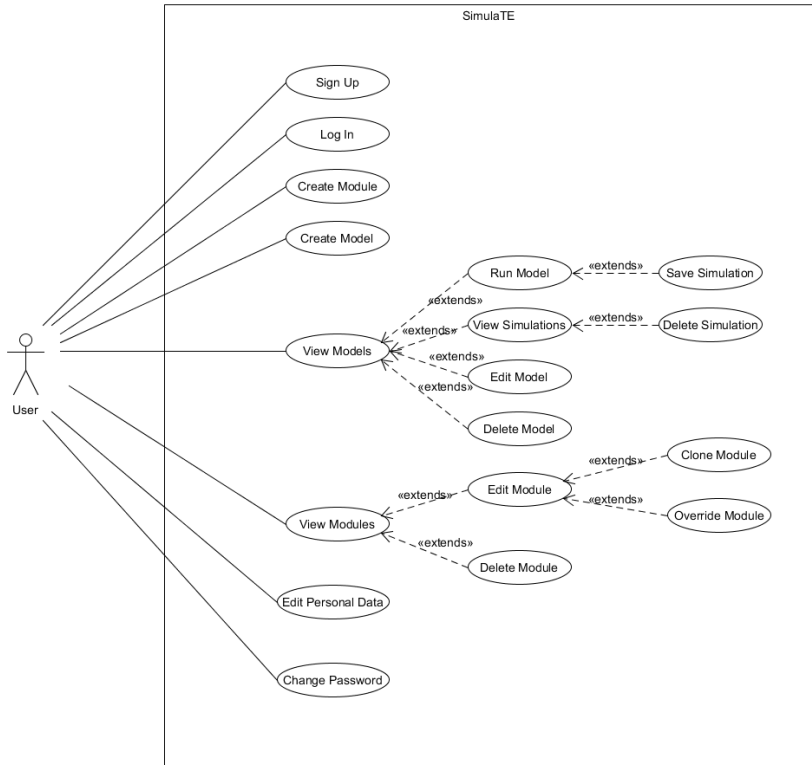 SimulaTE
Sign Up
Log In
Create Module
Create Model
Run Model
«extends»
Save Simulation
«extends»
View Simulations
«extends»
Delete Simulation
«extends»
User
View Models
Edit Model
«extends»
Delete Model
Clone Module
«extends»
Edit Module
«extends»
«extends»
Override Module
View Modules
«extends»
Delete Module
Edit Personal Data
Change Password